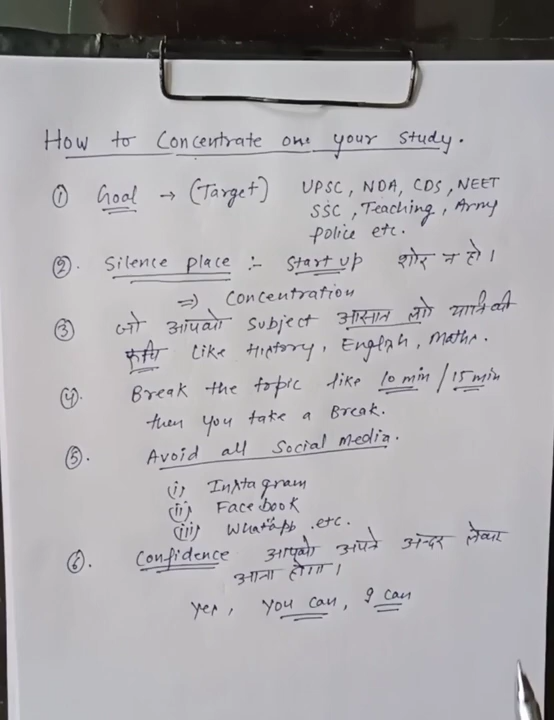 How to Concentrate one your study.
① Goal → (Target) UPSC, NDA, CDS, NEET
SSC, Teaching, Army
police etc.
②. Silence place :- Start up शोर न हो।
⇒ Concentration
③ जो आपको subject आसान लगे यानि की
रूचि like History, English, Maths.
④. Break the topic like 10 min / 15 min
then you take a Break.
⑤. Avoid all Social media.
(i) Instagram
(ii) Facebook
(iii) Whatapp .etc.
⑥. Confidence आपको अपने अन्दर लेकर
आना होगा।
yes, you can, I can